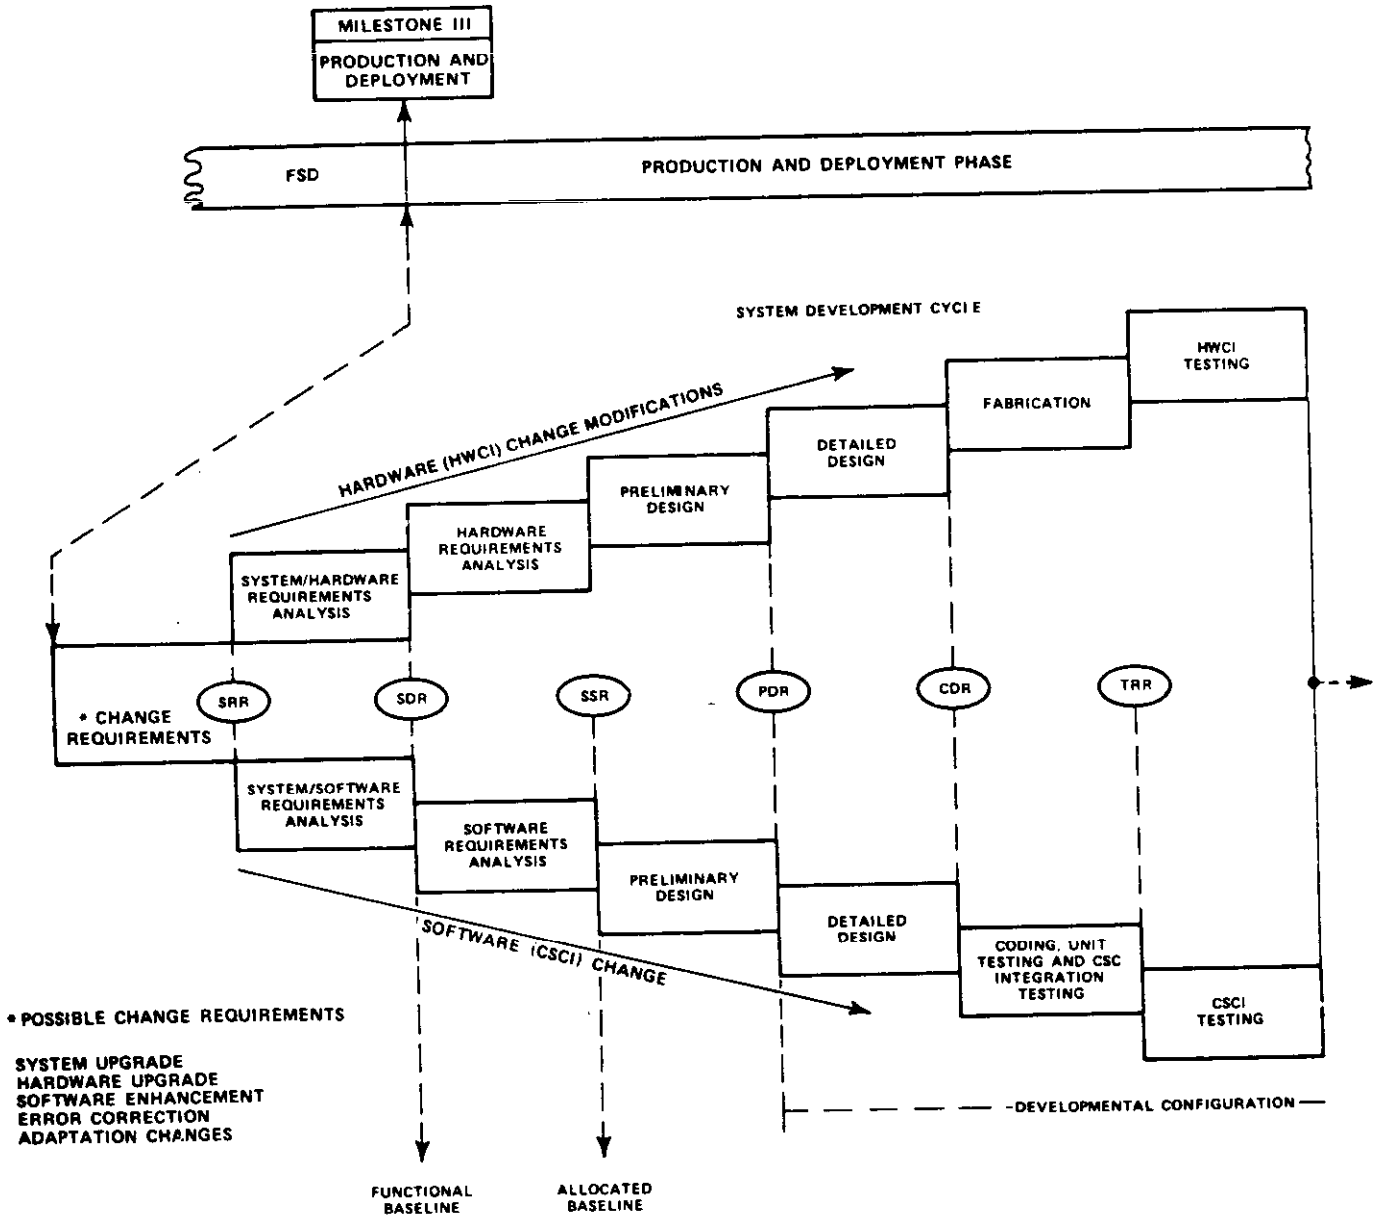 MILESTONE III
PRODUCTION AND
DEPLOYMENT
FSD
PRODUCTION AND DEPLOYMENT PHASE
SYSTEM DEVELOPMENT CYCLE
HWCI
TESTING
FABRICATION
HARDWARE (HWCI) CHANGE MODIFICATIONS
DETAILED
DESIGN
PRELIMINARY
DESIGN
HARDWARE
REQUIREMENTS
ANALYSIS
SYSTEM/HARDWARE
REQUIREMENTS
ANALYSIS
SRR
SDR
SSR
PDR
CDR
TRR
* CHANGE
REQUIREMENTS
SYSTEM/SOFTWARE
REQUIREMENTS
ANALYSIS
SOFTWARE
REQUIREMENTS
ANALYSIS
PRELIMINARY
DESIGN
DETAILED
DESIGN
CODING, UNIT
TESTING AND CSC
INTEGRATION
TESTING
CSCI
TESTING
SOFTWARE (CSCI) CHANGE
* POSSIBLE CHANGE REQUIREMENTS
SYSTEM UPGRADE
HARDWARE UPGRADE
SOFTWARE ENHANCEMENT
ERROR CORRECTION
ADAPTATION CHANGES
DEVELOPMENTAL CONFIGURATION
FUNCTIONAL
BASELINE
ALLOCATED
BASELINE